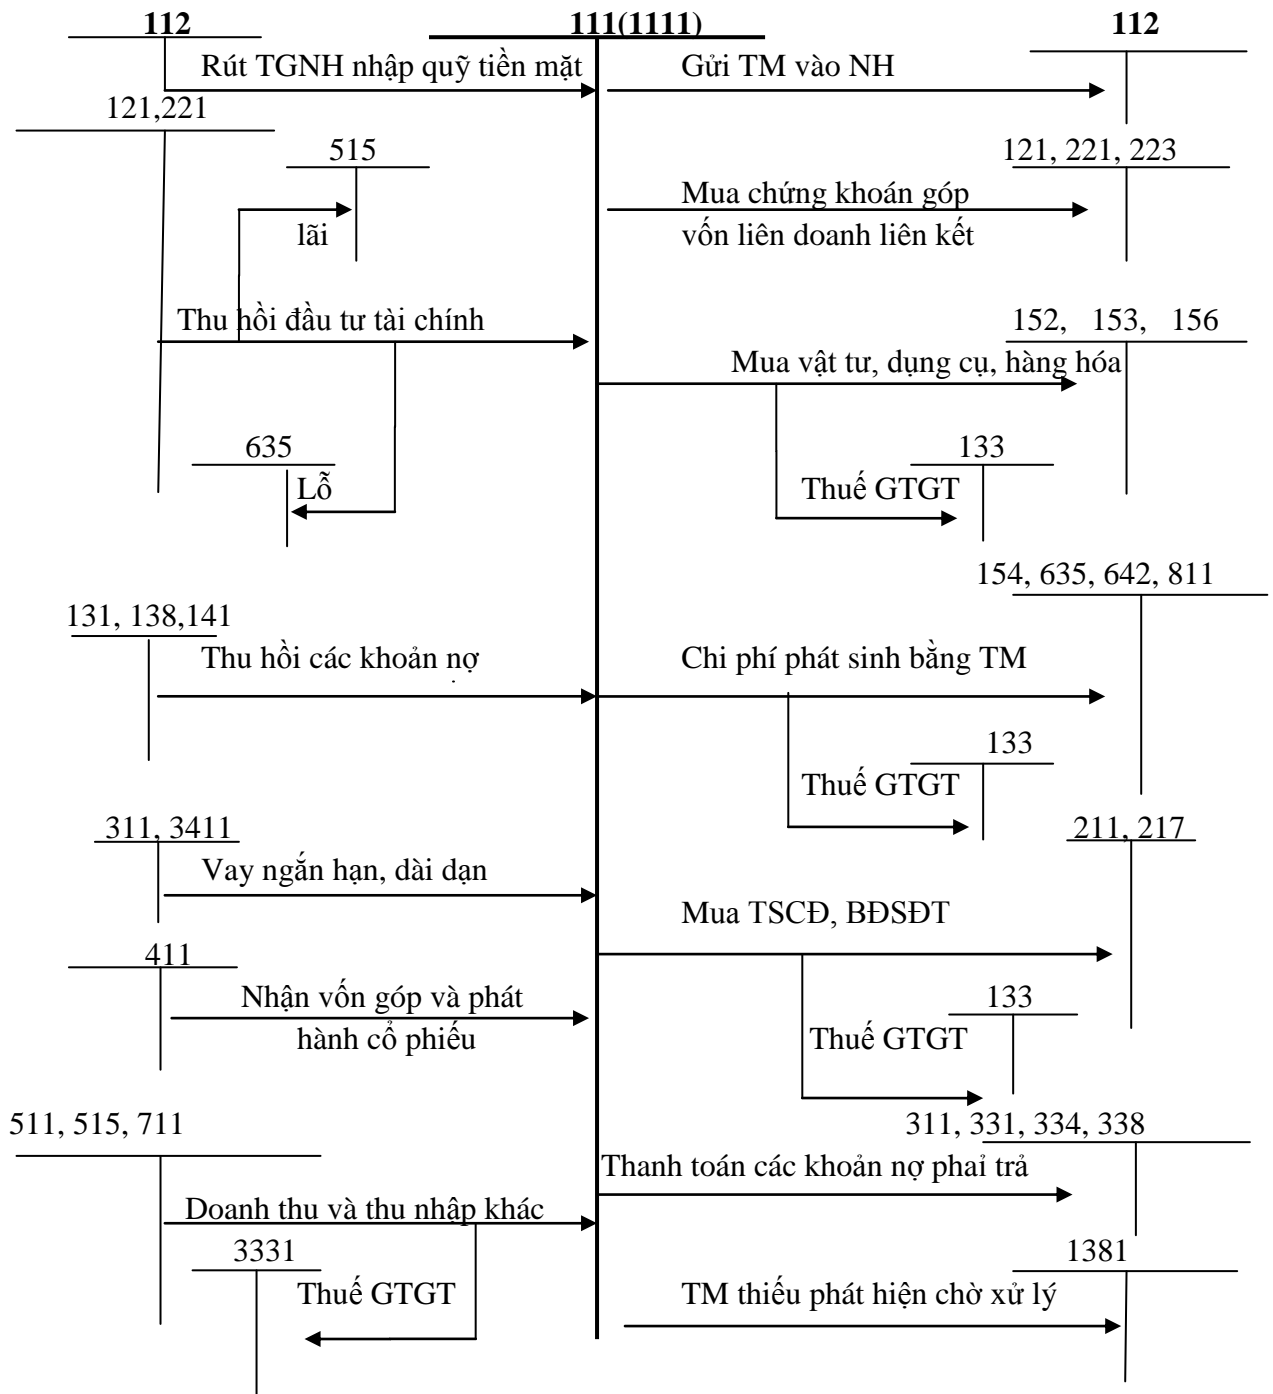 112
111(1111)
112
Rút TGNH nhập quỹ tiền mặt
Gửi TM vào NH
121,221
515
121, 221, 223
Mua chứng khoán góp
lãi
vốn liên doanh liên kết
Thu hồi đầu tư tài chính
152, 153, 156
Mua vật tư, dụng cụ, hàng hóa
635
133
Lỗ
Thuế GTGT
154, 635, 642, 811
131, 138,141
Thu hồi các khoản nợ
Chi phí phát sinh bằng TM
133
Thuế GTGT
311, 3411
211, 217
Vay ngắn hạn, dài dạn
Mua TSCĐ, BĐSĐT
411
Nhận vốn góp và phát
133
hành cổ phiếu
Thuế GTGT
511, 515, 711
311, 331, 334, 338
Thanh toán các khoản nợ phai trả
Doanh thu và thu nhập khác
3331
1381
Thuế GTGT
TM thiếu phát hiện chờ xử lý